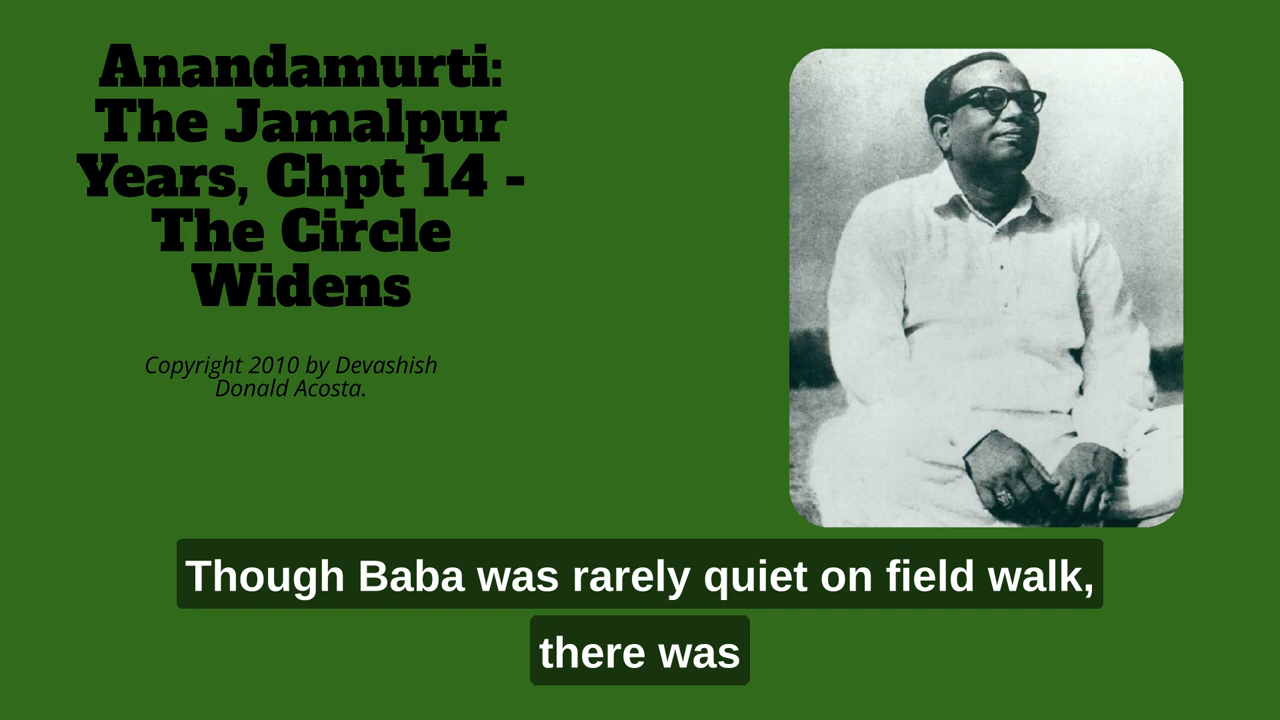 Anandamurti:
The Jamalpur
Years, Chpt 14 -
The Circle
Widens
Copyright 2010 by Devashish
Donald Acosta.
Though Baba was rarely quiet on field walk,
there was